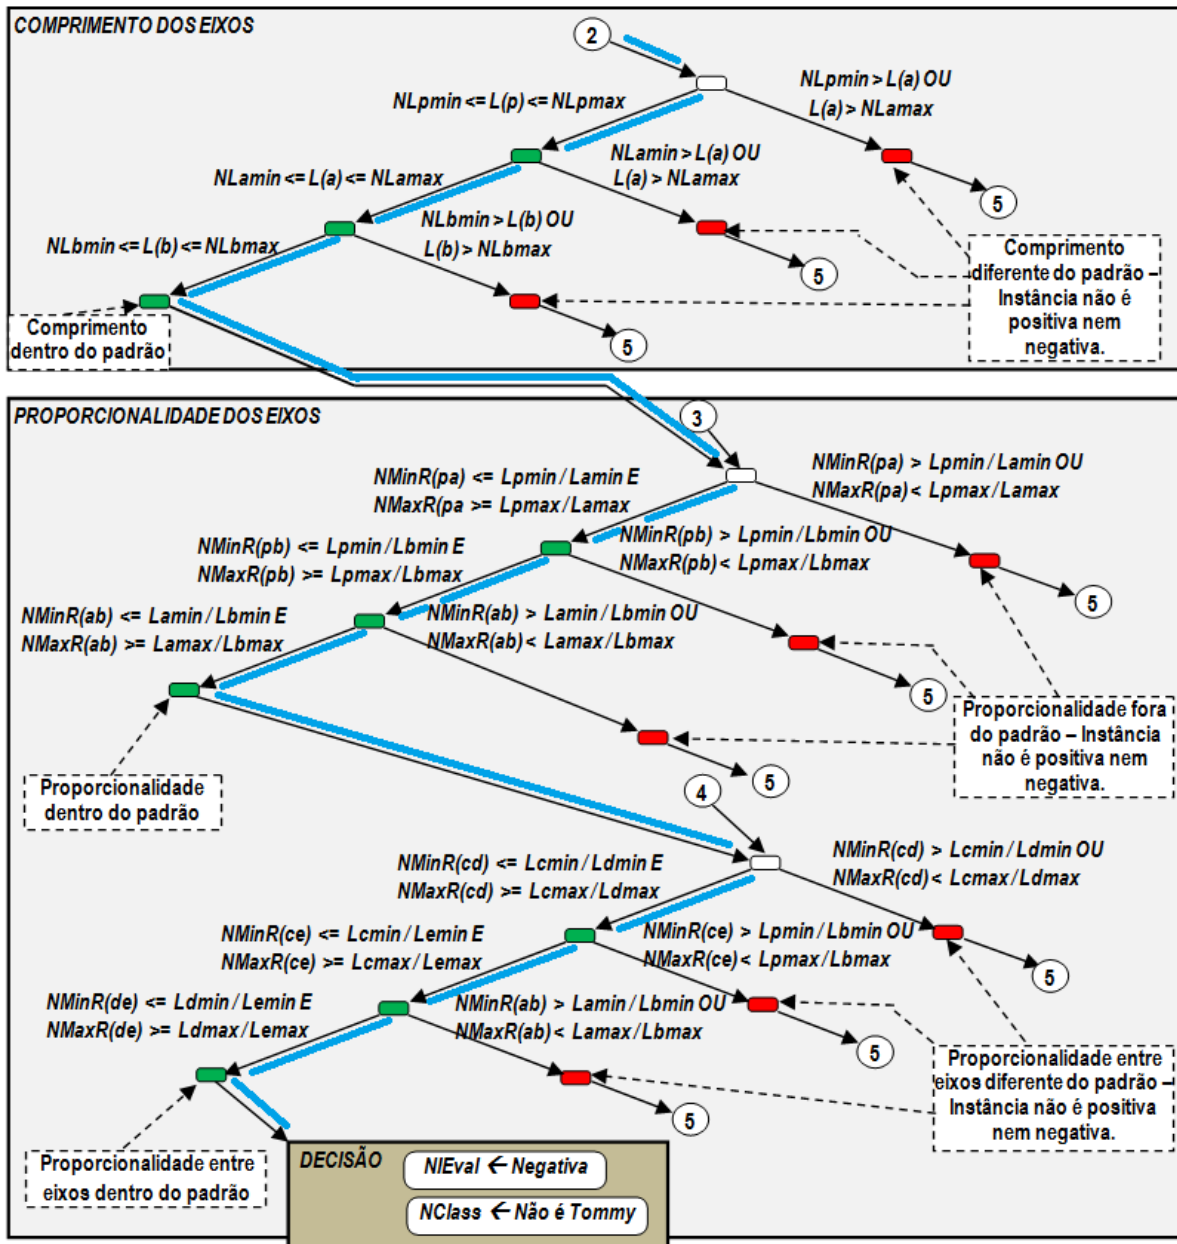 COMPRIMENTO DOS EIXOS
2
NLpmin > L(a) OU
L(a) > NLamax
NLpmin <= L(p) <= NLpmax
NLamin > L(a) OU
L(a) > NLamax
5
NLamin <= L(a) <= NLamax
NLbmin > L(b) OU
L(b) > NLbmax
5
NLbmin <= L(b) <= NLbmax
5
Comprimento
diferente do padrão –
Instância não é
positiva nem
negativa.
Comprimento
dentro do padrão
PROPORCIONALIDADE DOS EIXOS
3
NMinR(pa) > Lpmin / Lamin OU
NMaxR(pa) < Lpmax / Lamax
NMinR(pa) <= Lpmin / Lamin E
NMaxR(pa >= Lpmax / Lamax
NMinR(pb) > Lpmin / Lbmin OU
NMaxR(pb) < Lpmax / Lbmax
5
NMinR(pb) <= Lpmin / Lbmin E
NMaxR(pb) >= Lpmax / Lbmax
NMinR(ab) > Lamin / Lbmin OU
NMaxR(ab) < Lamax / Lbmax
5
NMinR(ab) <= Lamin / Lbmin E
NMaxR(ab) >= Lamax / Lbmax
5
Proporcionalidade fora
do padrão – Instância
não é positiva nem
negativa.
Proporcionalidade
dentro do padrão
4
NMinR(cd) > Lcmin / Ldmin OU
NMaxR(cd) < Lcmax / Ldmax
NMinR(cd) <= Lcmin / Ldmin E
NMaxR(cd) >= Lcmax / Ldmax
NMinR(ce) > Lpmin / Lbmin OU
NMaxR(ce) < Lpmax / Lbmax
5
NMinR(ce) <= Lcmin / Lemin E
NMaxR(ce) >= Lcmax / Lemax
NMinR(ab) > Lamin / Lbmin OU
NMaxR(ab) < Lamax / Lbmax
5
NMinR(de) <= Ldmin / Lemin E
NMaxR(de) >= Ldmax / Lemax
5
Proporcionalidade entre
eixos diferente do padrão –
Instância não é positiva
nem negativa.
Proporcionalidade entre
eixos dentro do padrão
DECISÃO
NIEval ← Negativa
NClass ← Não é Tommy